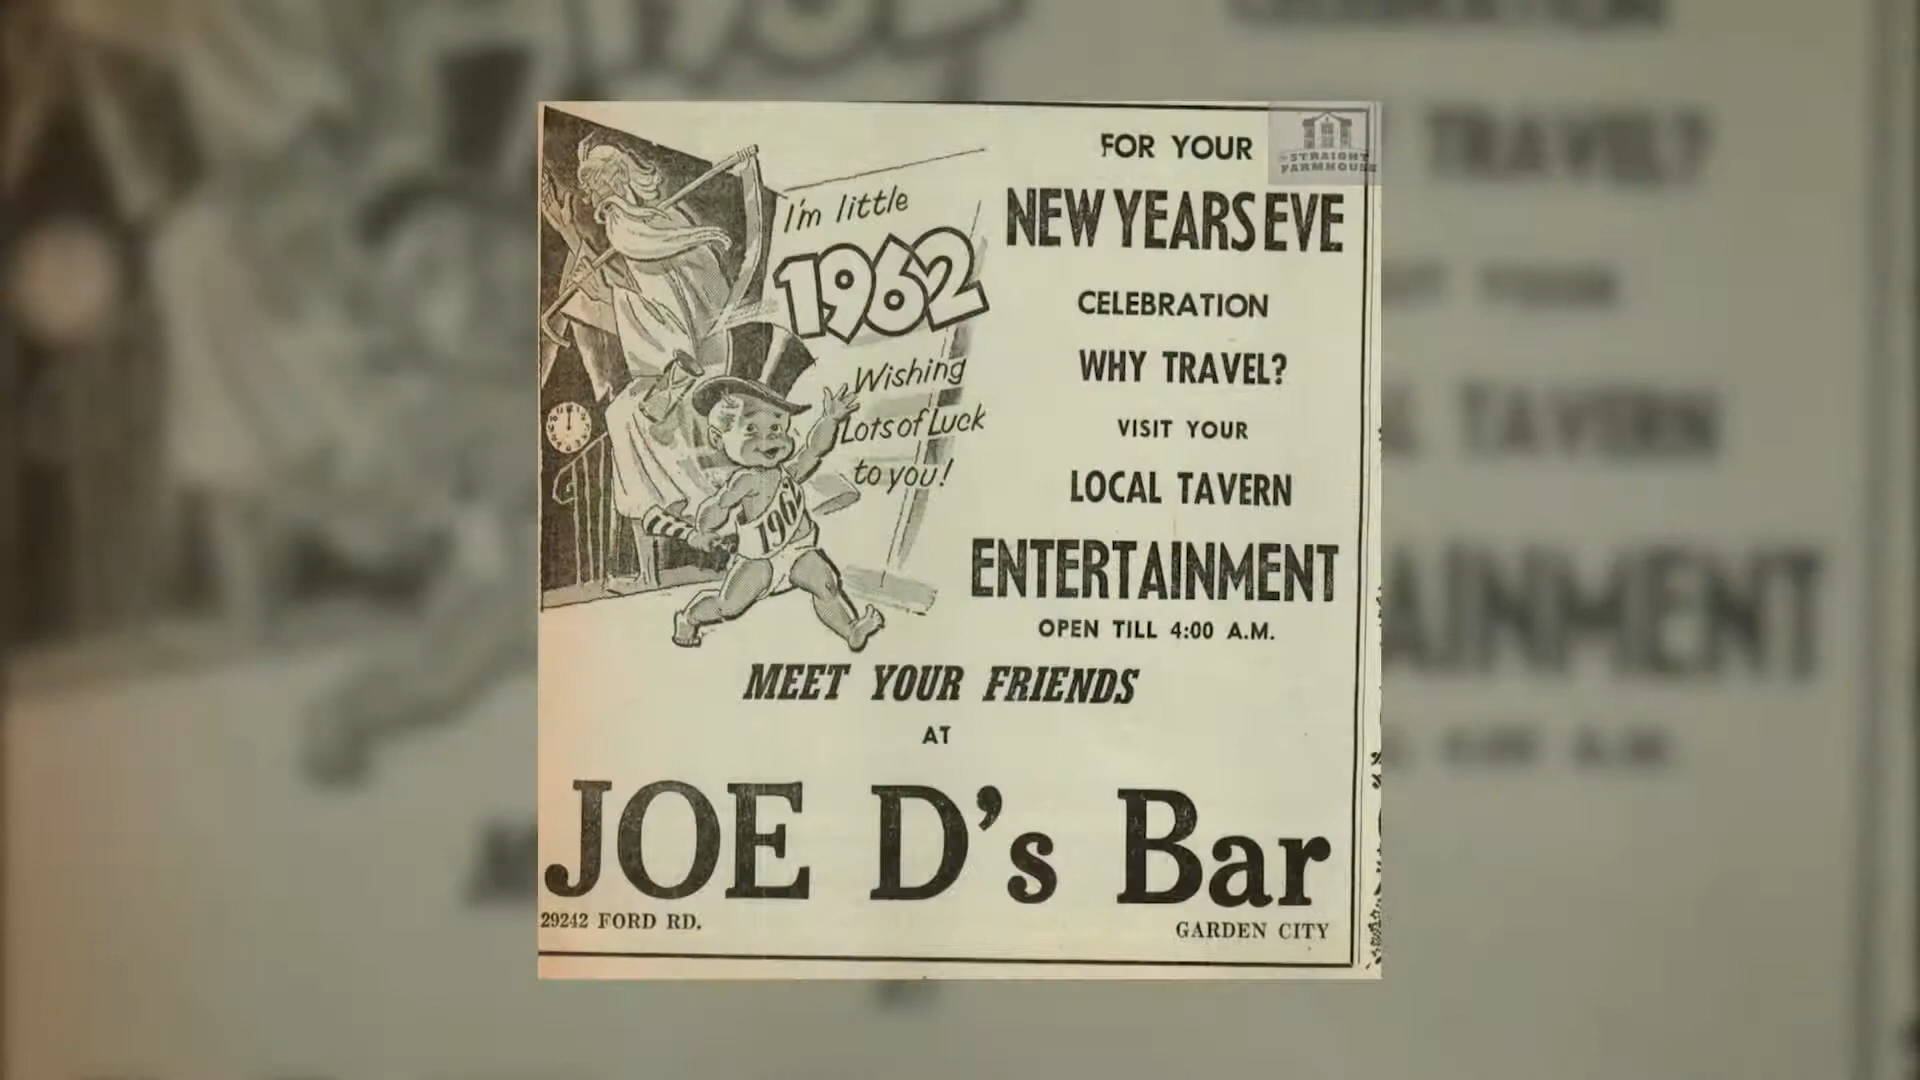 I'm little
1962
Wishing
Lots of Luck
to you!
1962
FOR YOUR
NEW YEARS EVE
CELEBRATION
WHY TRAVEL?
VISIT YOUR
LOCAL TAVERN
ENTERTAINMENT
OPEN TILL 4:00 A.M.
MEET YOUR FRIENDS
AT
JOE D's Bar
29242 FORD RD.
GARDEN CITY
STRAIGHT
FARMHOUSE